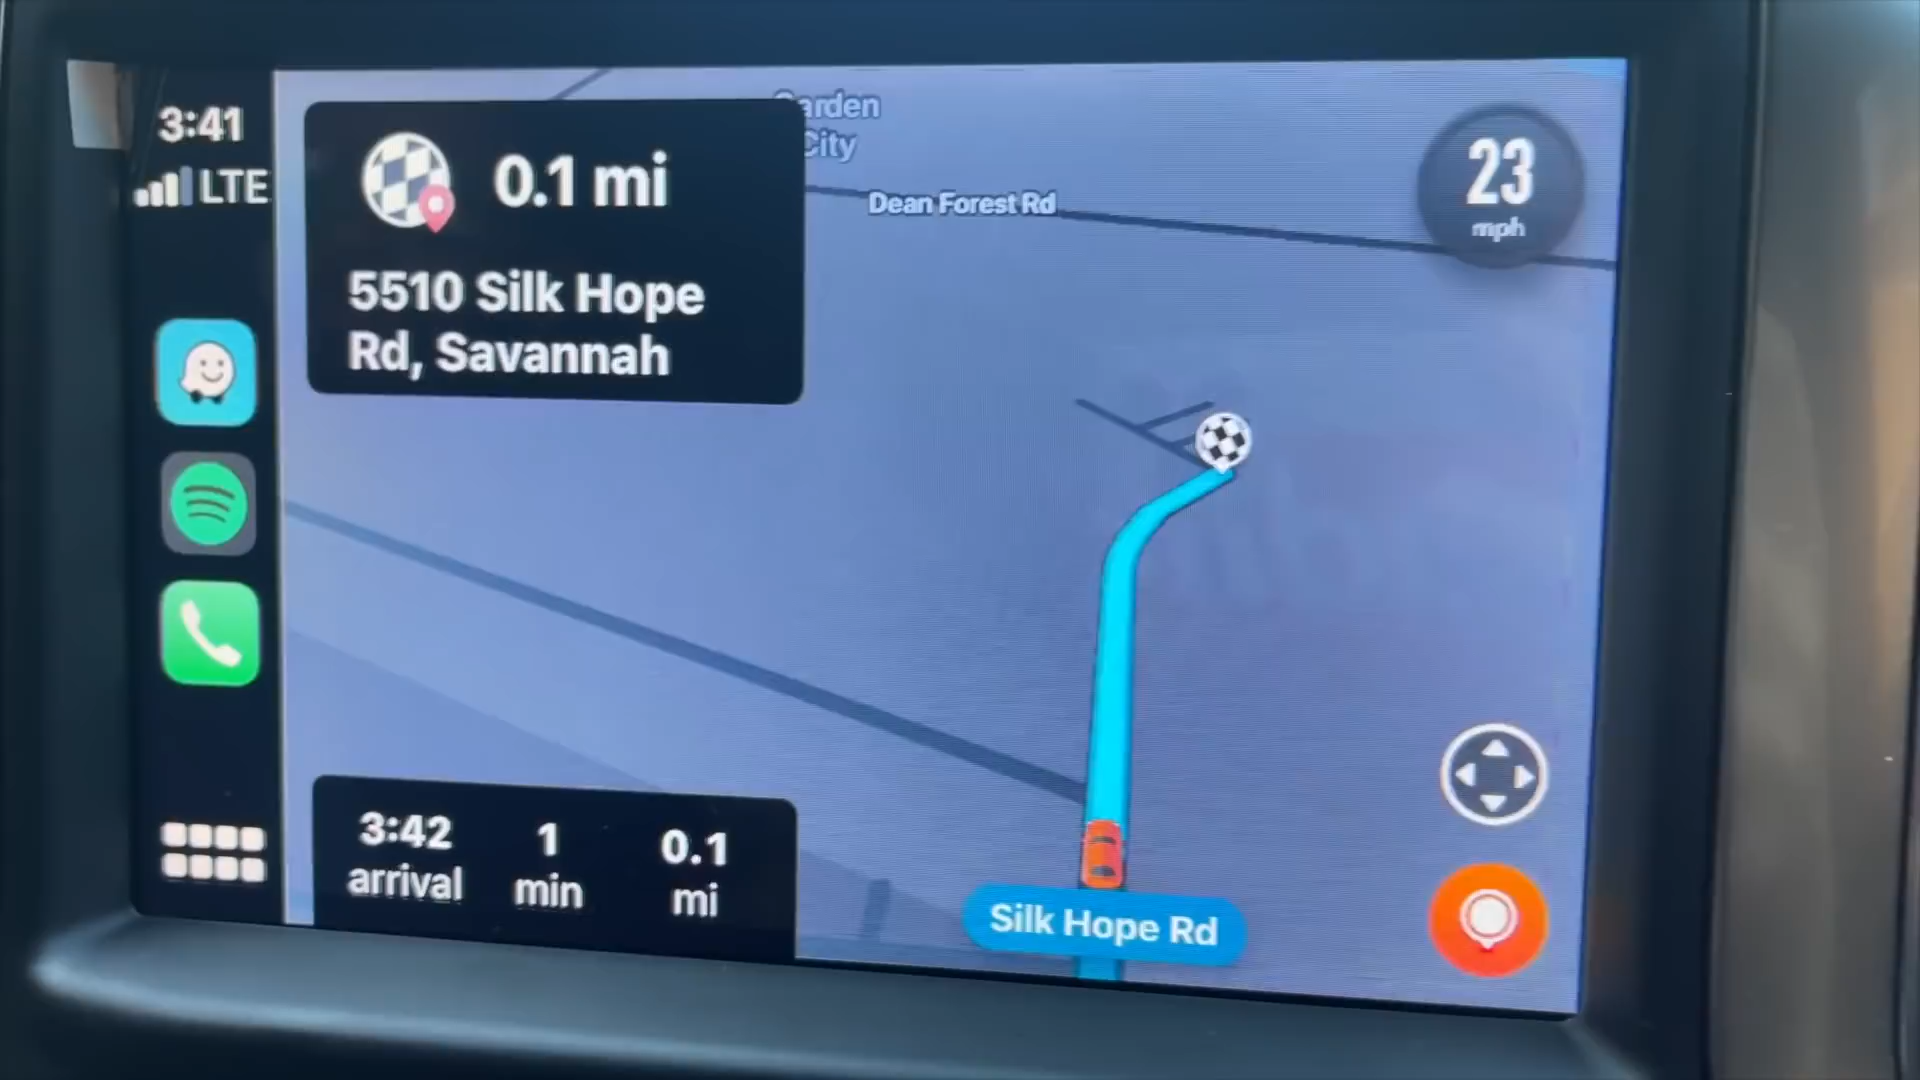 3:41
LTE
0.1 mi
5510 Silk Hope
Rd, Savannah
Garden
City
Dean Forest Rd
23
mph
3:42
arrival
1
min
0.1
mi
Silk Hope Rd